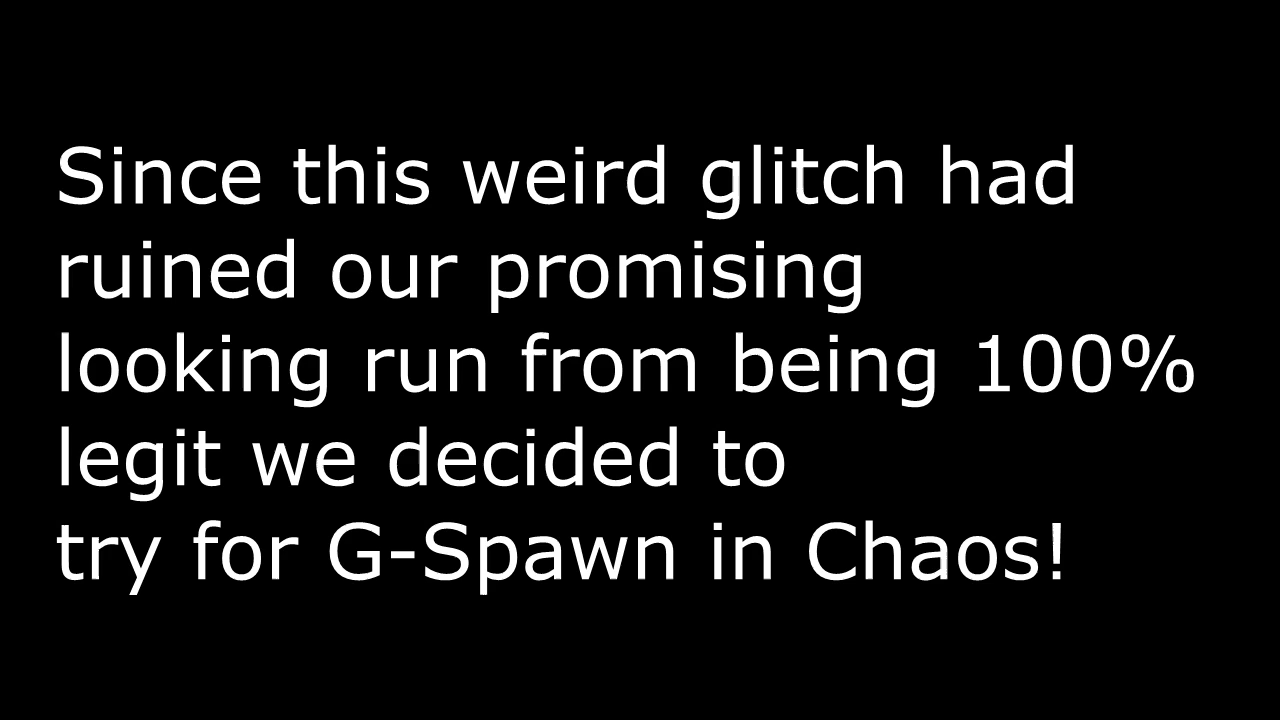 Since this weird glitch had
ruined our promising
looking run from being 100%
legit we decided to
try for G-Spawn in Chaos!